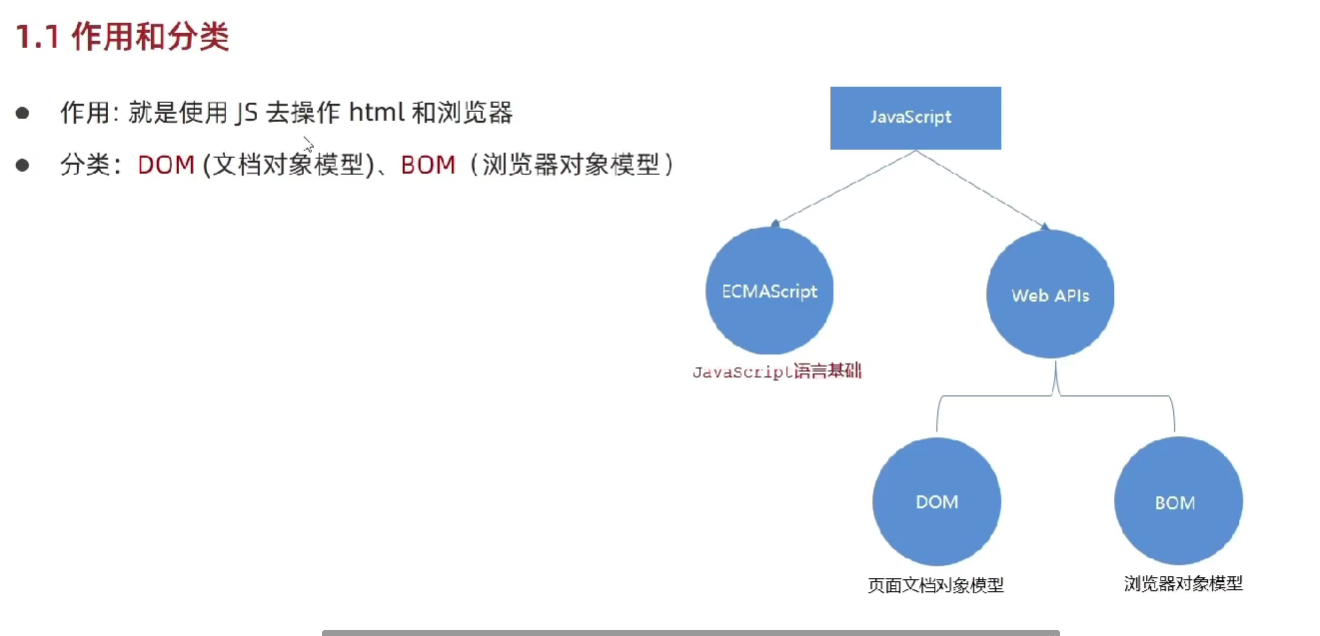 1.1 作用和分类
作用: 就是使用 JS 去操作 html 和浏览器
分类：DOM (文档对象模型)、BOM（浏览器对象模型）
JavaScript
ECMAScript
Web APIs
JavaScript语言基础
DOM
BOM
页面文档对象模型
浏览器对象模型